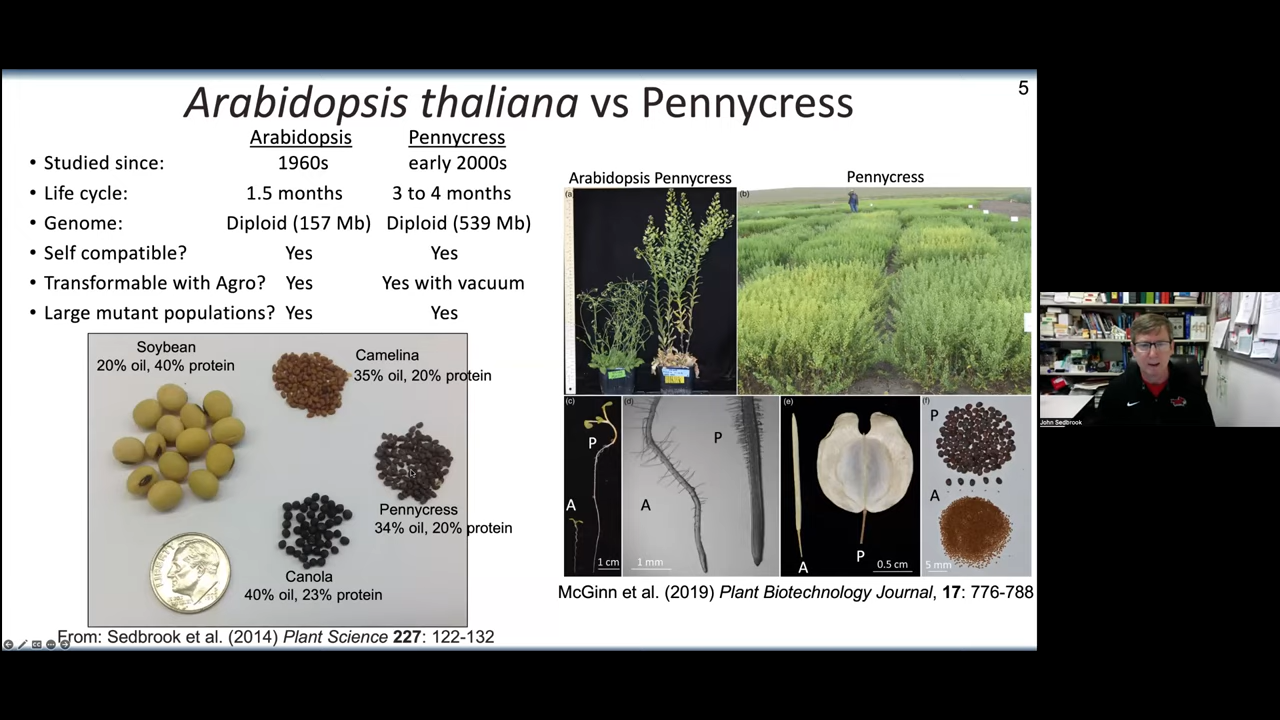 5
Arabidopsis thaliana vs Pennycress
Arabidopsis Pennycress
• Studied since: 1960s early 2000s
• Life cycle: 1.5 months 3 to 4 months
• Genome: Diploid (157 Mb) Diploid (539 Mb)
• Self compatible? Yes Yes
• Transformable with Agro? Yes Yes with vacuum
• Large mutant populations? Yes Yes
Soybean
20% oil, 40% protein
Camelina
35% oil, 20% protein
Pennycress
34% oil, 20% protein
Canola
40% oil, 23% protein
LIBERTY
From: Sedbrook et al. (2014) Plant Science 227: 122-132
Arabidopsis Pennycress
Pennycress
(a)
(b)
(c)
P
A
1 cm
(d)
P
A
1 mm
(e)
A
P
0.5 cm
(f)
P
A
5 mm
McGinn et al. (2019) Plant Biotechnology Journal, 17: 776-788
John Sedbrook